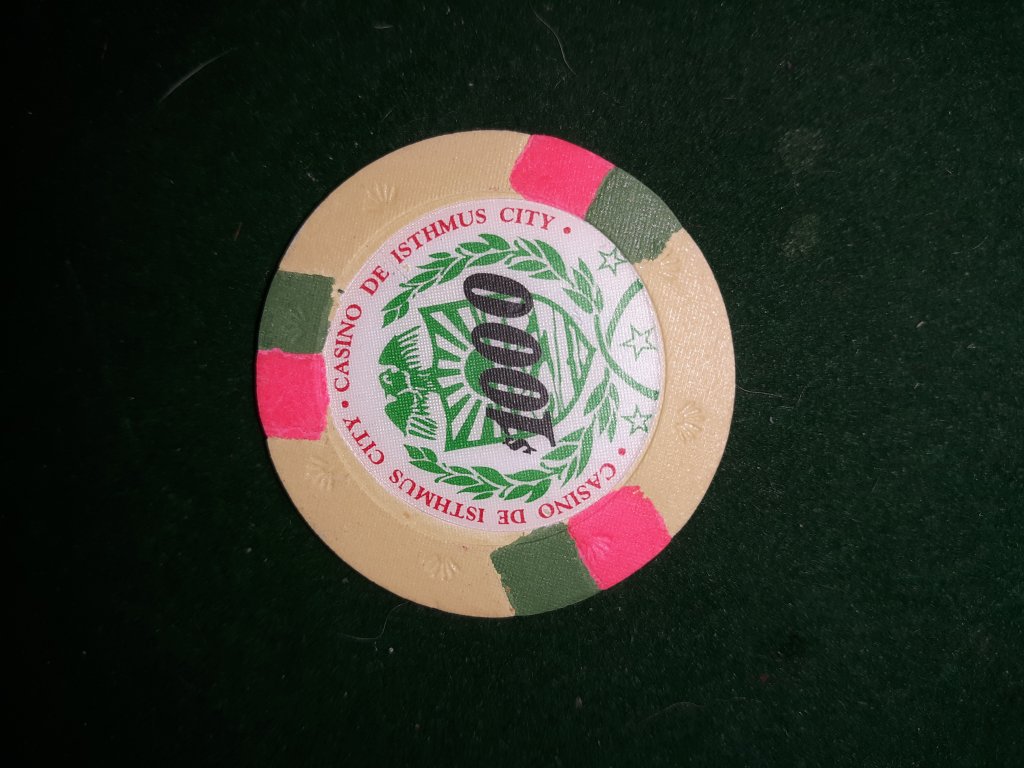 • CASINO DE ISTHMUS CITY •
$1000
CASINO DE ISTHMUS CITY •